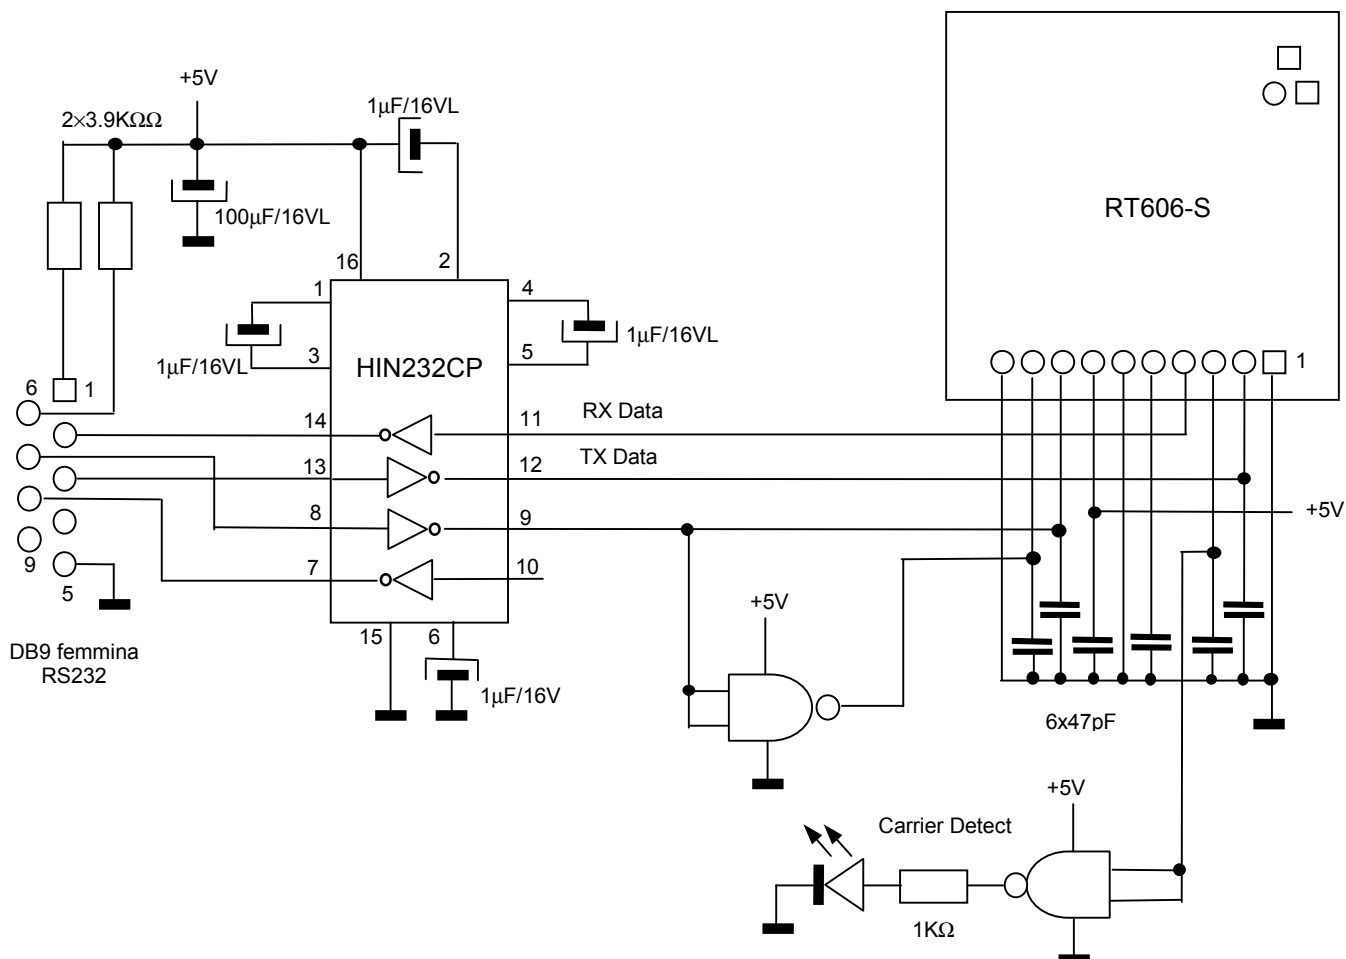 +5V
1μF/16VL
2×3.9KΩΩ
100μF/16VL
RT606-S
16
2
1
4
1μF/16VL
3
5
1μF/16VL
HIN232CP
1
6
1
14
11
RX Data
13
12
TX Data
8
9
+5V
7
10
9
5
+5V
15
6
DB9 femmina
RS232
1μF/16V
6x47pF
+5V
Carrier Detect
1KΩ